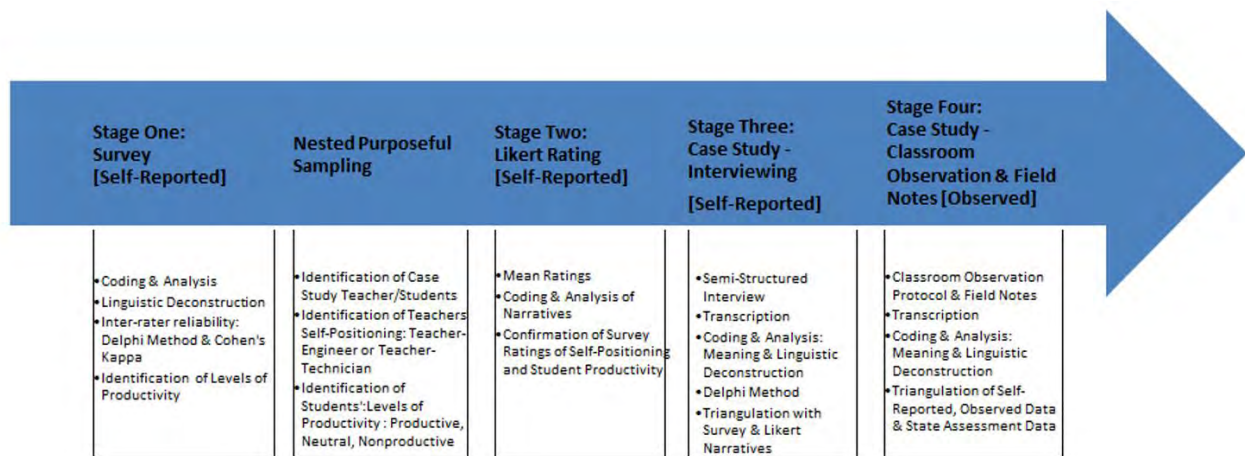 Stage One:
Survey
[Self-Reported]
Nested Purposeful
Sampling
Stage Two:
Likert Rating
[Self-Reported]
Stage Three:
Case Study -
Interviewing
[Self-Reported]
Stage Four:
Case Study -
Classroom
Observation & Field
Notes [Observed]
•Coding & Analysis
•Linguistic Deconstruction
•Inter-rater reliability:
Delphi Method & Cohen's
Kappa
•Identification of Levels of
Productivity
•Identification of Case
Study Teacher/Students
•Identification of Teachers
Self-Positioning: Teacher-
Engineer or Teacher-
Technician
•Identification of
Students':Levels of
Productivity : Productive,
Neutral, Nonproductive
•Mean Ratings
•Coding & Analysis of
Narratives
•Confirmation of Survey
Ratings of Self-Positioning
and Student Productivity
•Semi-Structured
Interview
•Transcription
•Coding & Analysis:
Meaning & Linguistic
Deconstruction
•Delphi Method
•Triangulation with
Survey & Likert
Narratives
•Classroom Observation
Protocol & Field Notes
•Transcription
•Coding & Analysis:
Meaning & Linguistic
Deconstruction
•Triangulation of Self-
Reported, Observed Data
& State Assessment Data